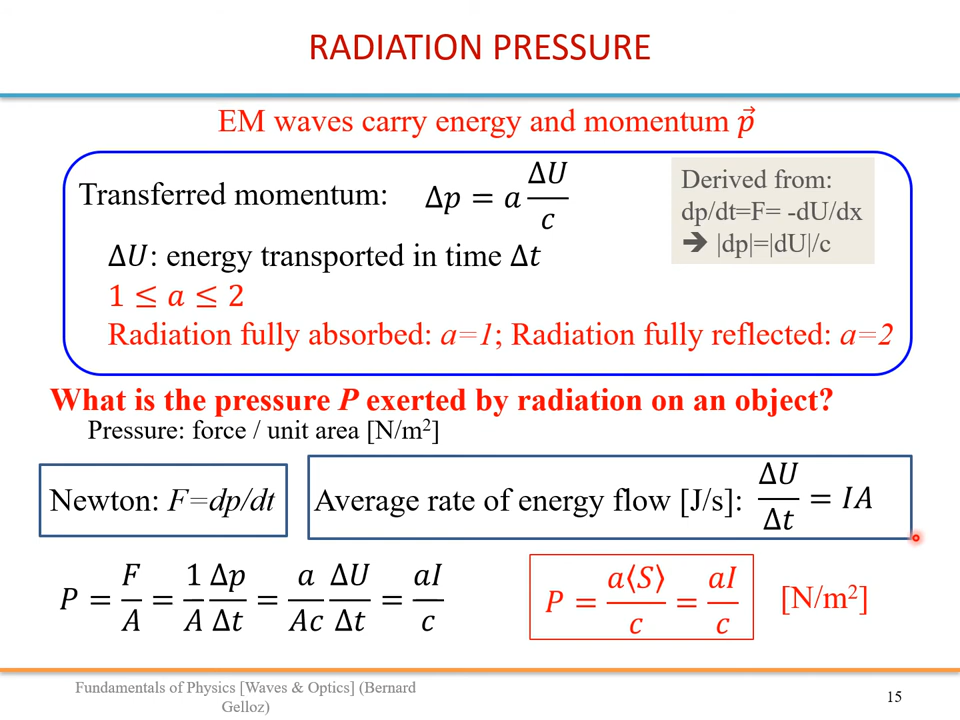 RADIATION PRESSURE
EM waves carry energy and momentum p⃗
Transferred momentum: Δp = a ΔU/c
Derived from:
dp/dt=F= -dU/dx
➔ |dp|=|dU|/c
ΔU: energy transported in time Δt
1 ≤ a ≤ 2
Radiation fully absorbed: a=1; Radiation fully reflected: a=2
What is the pressure P exerted by radiation on an object?
Pressure: force / unit area [N/m²]
Newton: F=dp/dt
Average rate of energy flow [J/s]: ΔU/Δt = IA
P = F/A = 1/A Δp/Δt = a/Ac ΔU/Δt = aI/c
P = a⟨S⟩/c = aI/c [N/m²]
Fundamentals of Physics [Waves & Optics] (Bernard
Gelloz)
15